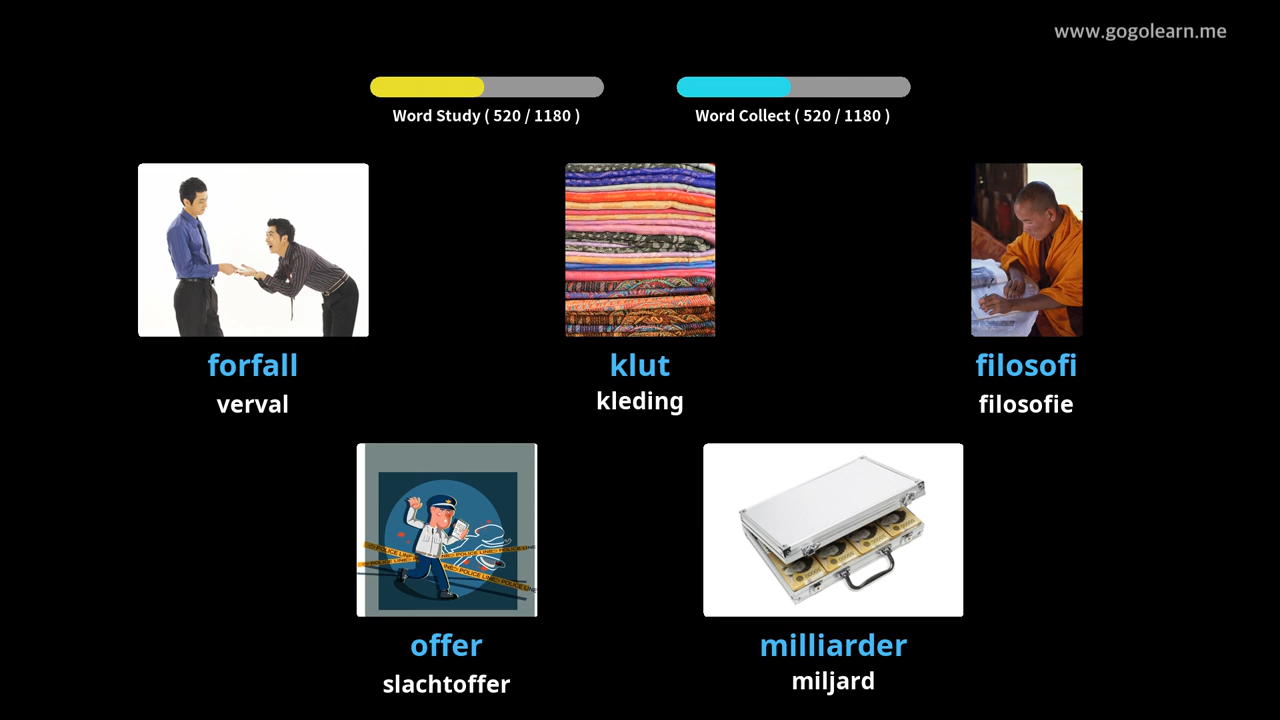 www.gogolearn.me
Word Study ( 520 / 1180 )
Word Collect ( 520 / 1180 )
forfall
klut
filosofi
verval
kleding
filosofie
offer
milliarder
slachtoffer
miljard